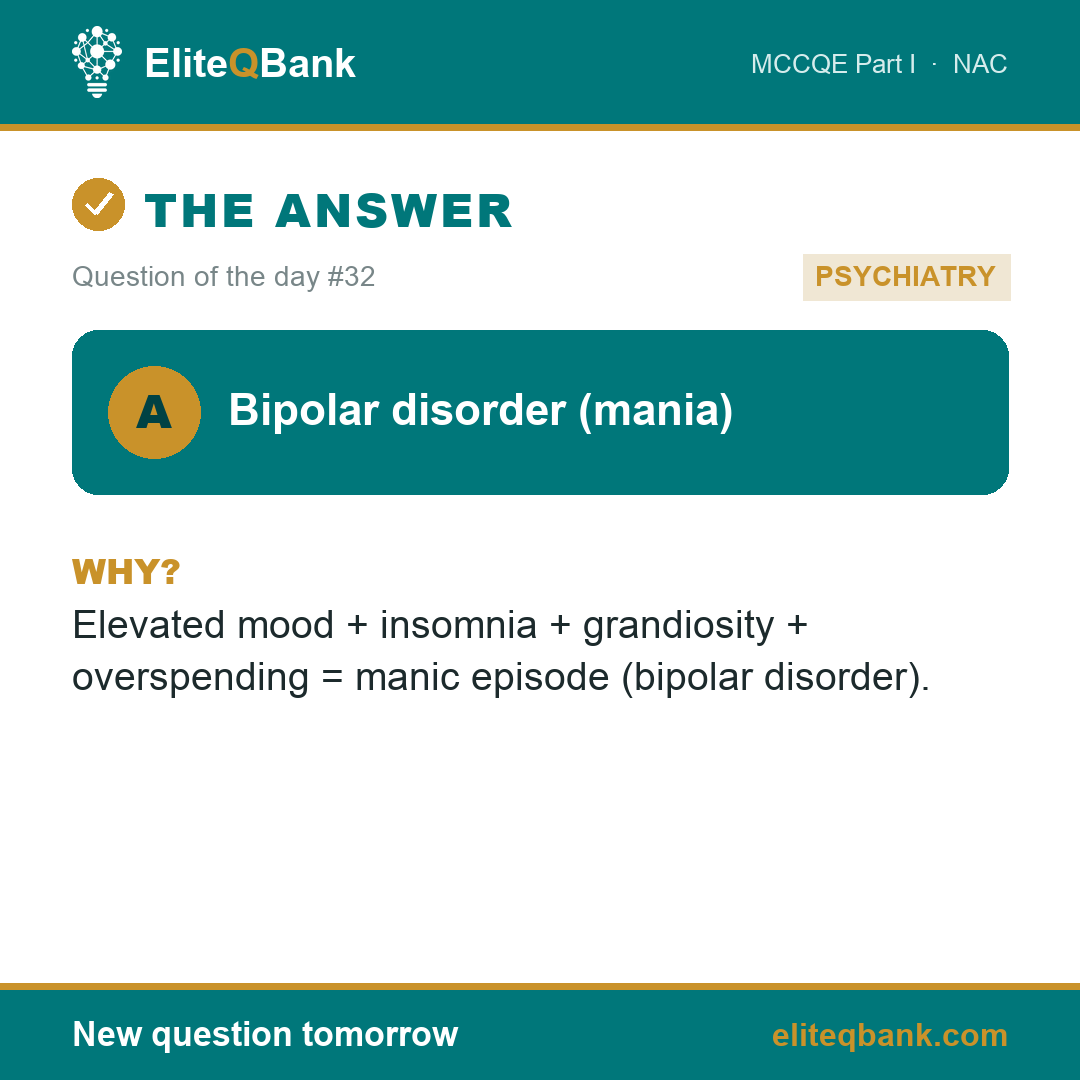 EliteQBank
MCCQE Part I · NAC
THE ANSWER
Question of the day #32
PSYCHIATRY
A
Bipolar disorder (mania)
WHY?
Elevated mood + insomnia + grandiosity +
overspending = manic episode (bipolar disorder).
New question tomorrow
eliteqbank.com